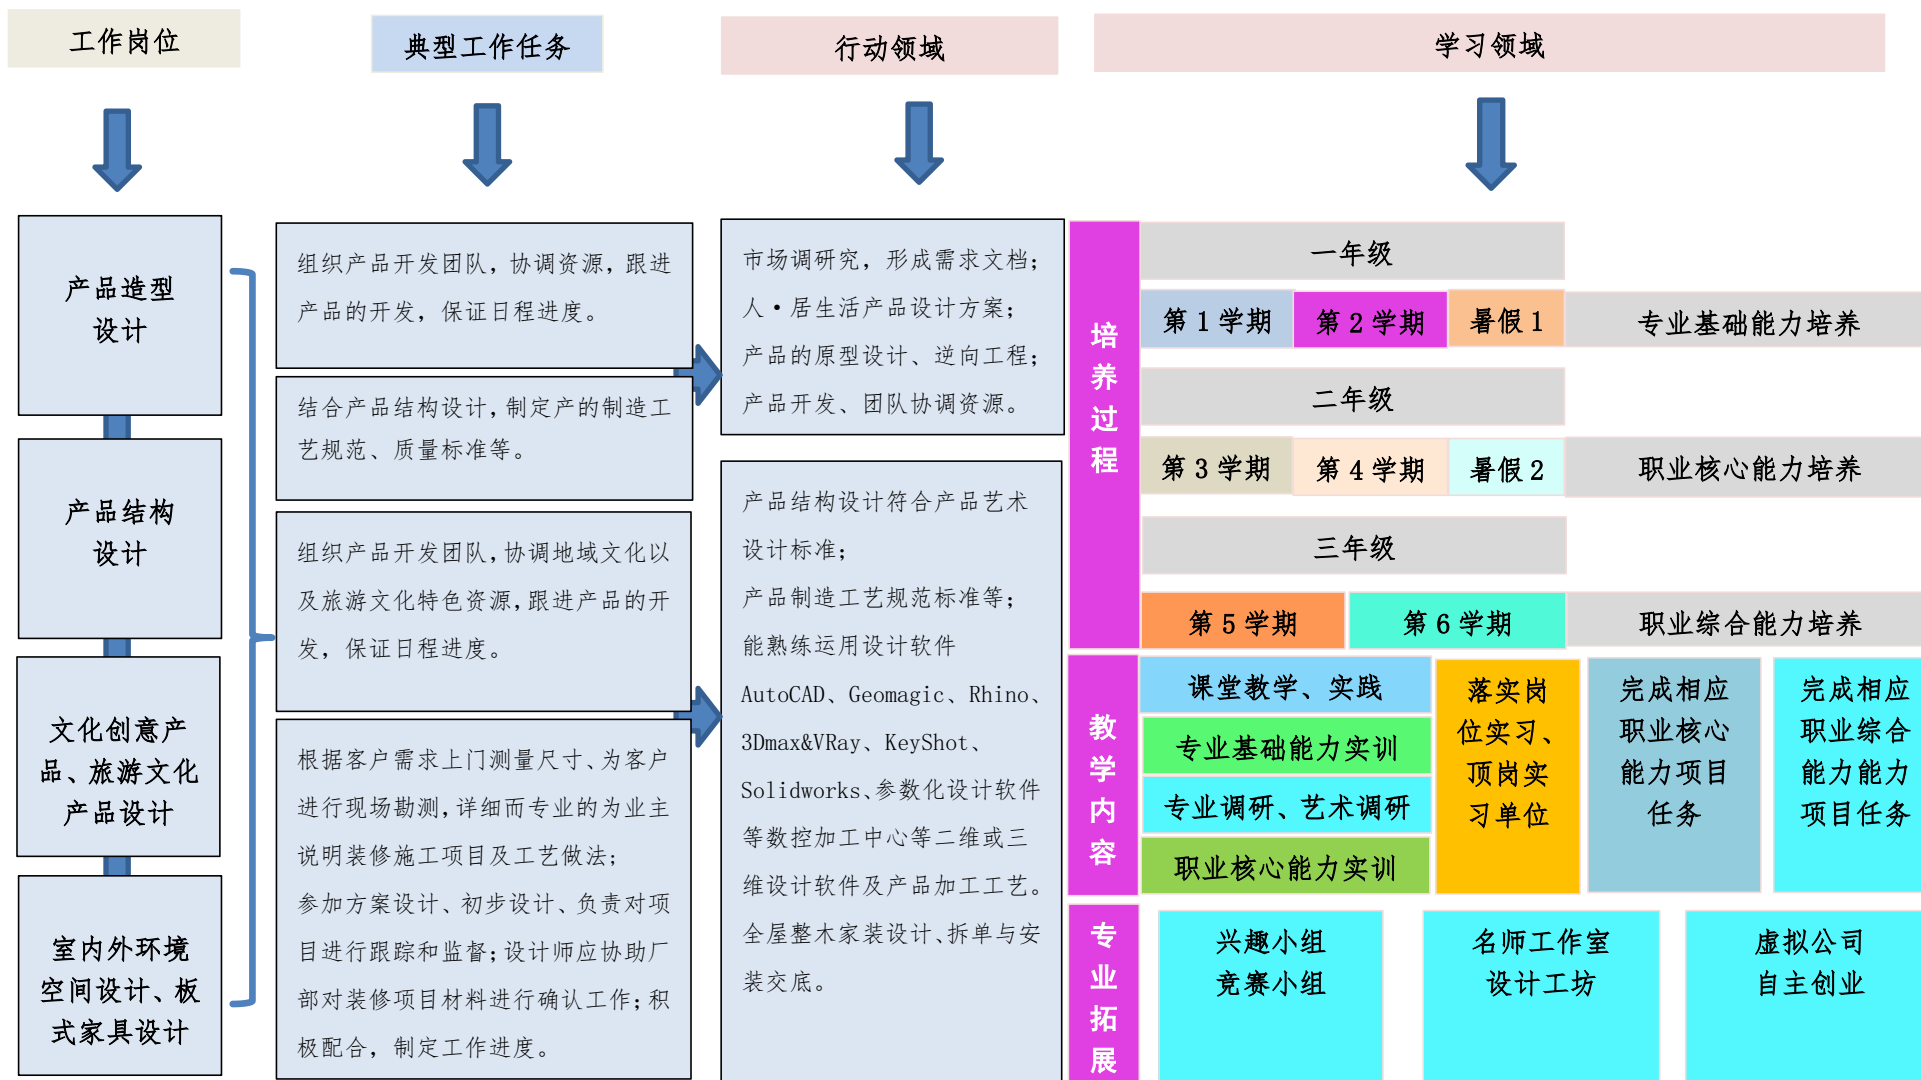 工作岗位
典型工作任务
行动领域
学习领域
产品造型
设计
产品结构
设计
文化创意产
品、旅游文化
产品设计
室内外环境
空间设计、板
式家具设计
组织产品开发团队，协调资源，跟进
产品的开发，保证日程进度。
结合产品结构设计，制定产的制造工
艺规范、质量标准等。
组织产品开发团队，协调地域文化以
及旅游文化特色资源，跟进产品的开
发，保证日程进度。
根据客户需求上门测量尺寸、为客户
进行现场勘测，详细而专业的为业主
说明装修施工项目及工艺做法；
参加方案设计、初步设计、负责对项
目进行跟踪和监督；设计师应协助厂
部对装修项目材料进行确认工作；积
极配合，制定工作进度。
市场调研究，形成需求文档；
人·居生活产品设计方案；
产品的原型设计、逆向工程；
产品开发、团队协调资源。
产品结构设计符合产品艺术
设计标准；
产品制造工艺规范标准等；
能熟练运用设计软件
AutoCAD、Geomagic、Rhino、
3Dmax&VRay、KeyShot、
Solidworks、参数化设计软件
等数控加工中心等二维或三
维设计软件及产品加工工艺。
全屋整木家装设计、拆单与安
装交底。
培养过程
一年级
第 1 学期 第 2 学期 暑假 1 专业基础能力培养
二年级
第 3 学期 第 4 学期 暑假 2 职业核心能力培养
三年级
第 5 学期 第 6 学期 职业综合能力培养
教学内容
课堂教学、实践
专业基础能力实训
专业调研、艺术调研
职业核心能力实训
落实岗
位实习、
顶岗实
习单位
完成相应
职业核心
能力项目
任务
完成相应
职业综合
能力能力
项目任务
专业拓展
兴趣小组
竞赛小组
名师工作室
设计工坊
虚拟公司
自主创业